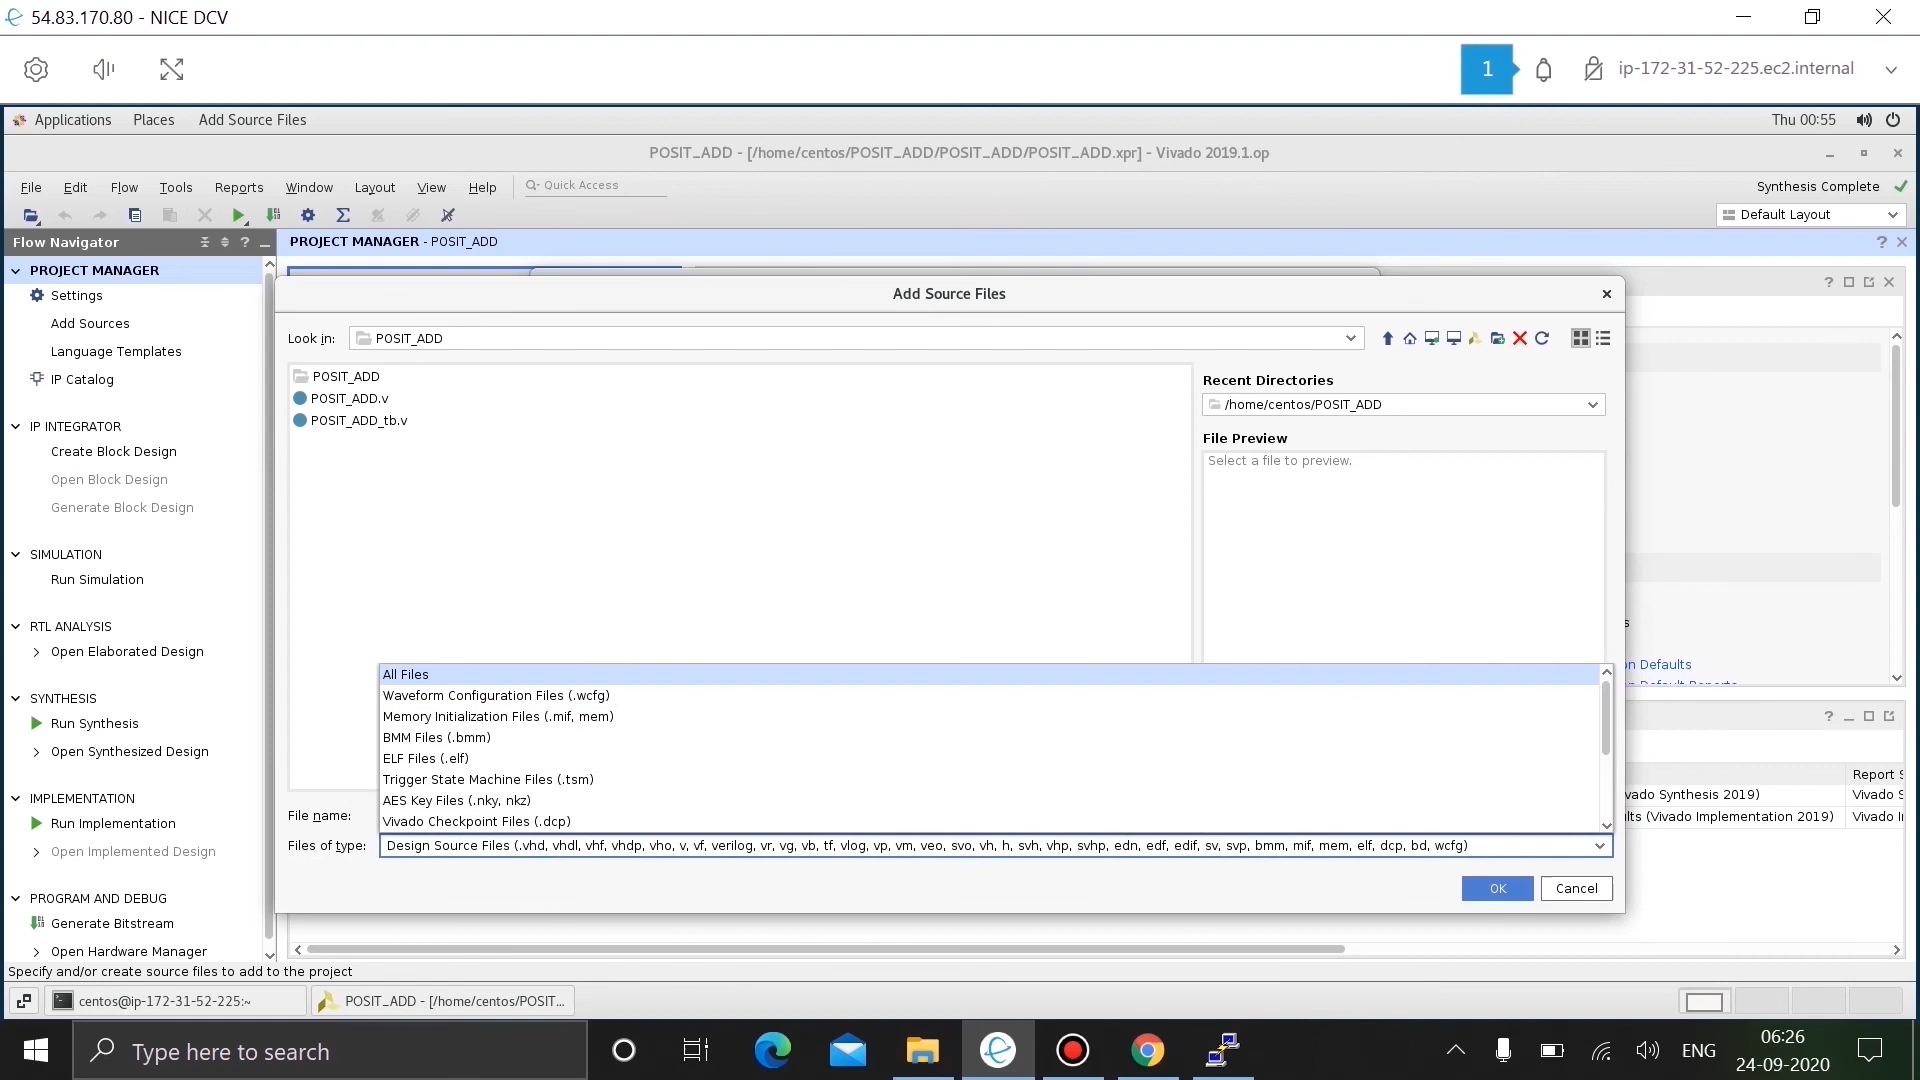 54.83.170.80 - NICE DCV
1
ip-172-31-52-225.ec2.internal
Applications Places Add Source Files
Thu 00:55
POSIT_ADD - [/home/centos/POSIT_ADD/POSIT_ADD/POSIT_ADD.xpr] - Vivado 2019.1.op
File Edit Flow Tools Reports Window Layout View Help
Quick Access
Synthesis Complete
Default Layout
Flow Navigator
PROJECT MANAGER - POSIT_ADD
PROJECT MANAGER
Settings
Add Sources
Language Templates
IP Catalog
IP INTEGRATOR
Create Block Design
Open Block Design
Generate Block Design
SIMULATION
Run Simulation
RTL ANALYSIS
Open Elaborated Design
SYNTHESIS
Run Synthesis
Open Synthesized Design
IMPLEMENTATION
Run Implementation
Open Implemented Design
PROGRAM AND DEBUG
Generate Bitstream
Open Hardware Manager
Add Source Files
Look in: POSIT_ADD
POSIT_ADD
POSIT_ADD.v
POSIT_ADD_tb.v
Recent Directories
/home/centos/POSIT_ADD
File Preview
Select a file to preview.
All Files
Waveform Configuration Files (.wcfg)
Memory Initialization Files (.mif, mem)
BMM Files (.bmm)
ELF Files (.elf)
Trigger State Machine Files (.tsm)
AES Key Files (.nky, nkz)
Vivado Checkpoint Files (.dcp)
File name:
Files of type: Design Source Files (.vhd, vhdl, vhf, vhdp, vho, v, vf, verilog, vr, vg, vb, tf, vlog, vp, vm, veo, svo, vh, h, svh, vhp, svhp, edn, edf, edif, sv, svp, bmm, mif, mem, elf, dcp, bd, wcfg)
OK
Cancel
s
on Defaults
Report S
vado Synthesis 2019)
Vivado S
lts (Vivado Implementation 2019)
Vivado I
Specify and/or create source files to add to the project
centos@ip-172-31-52-225:~
POSIT_ADD - [/home/centos/POSIT...
Type here to search
ENG
06:26
24-09-2020